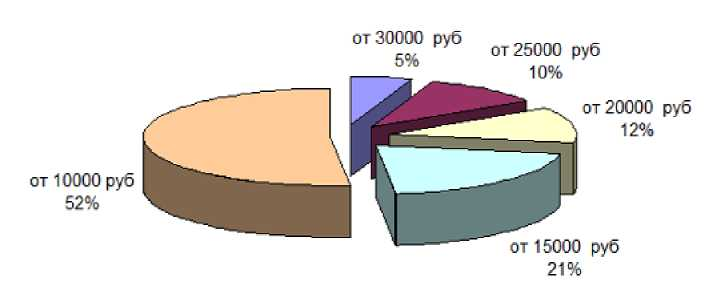 от 30000 руб
5%
от 25000 руб
10%
от 20000 руб
12%
от 10000 руб
52%
от 15000 руб
21%